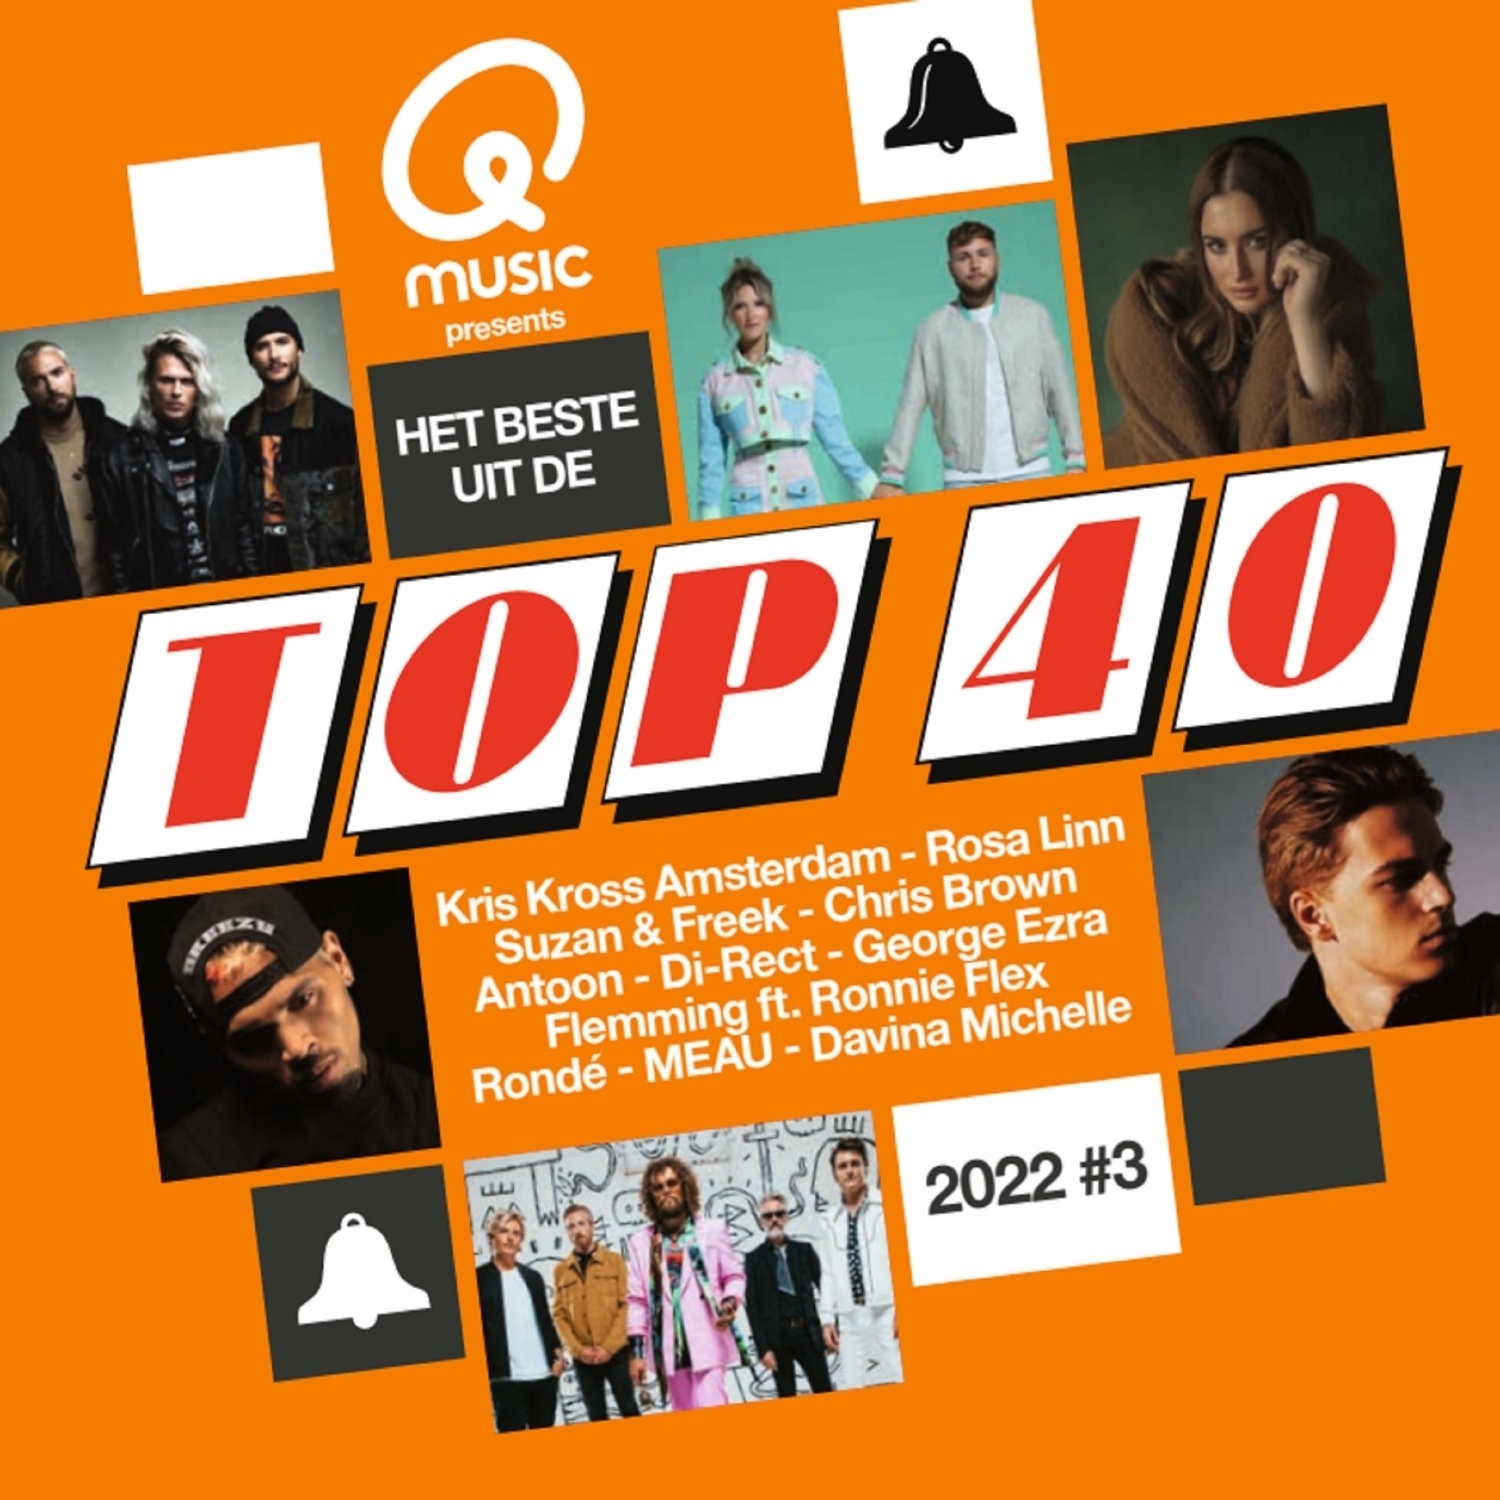 Q
MUSIC
presents
HET BESTE
UIT DE
TOP 40
Kris Kross Amsterdam - Rosa Linn
Suzan & Freek - Chris Brown
Antoon - Di-Rect - George Ezra
Flemming ft. Ronnie Flex
Rondé - MEAU - Davina Michelle
BREEZY
2022 #3